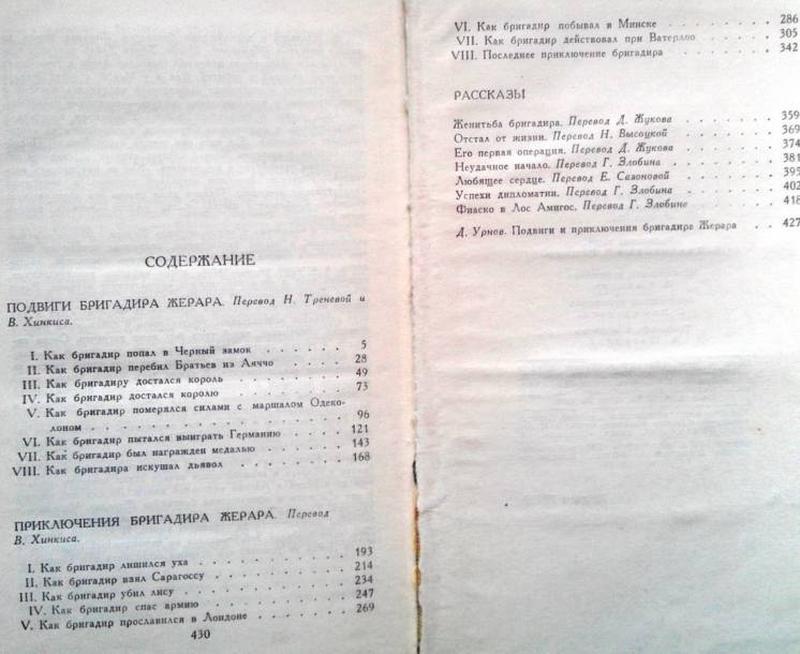 СОДЕРЖАНИЕ
ПОДВИГИ БРИГАДИРА ЖЕРАРА. Перевод Н. Треневой и
В. Хинкиса.
I. Как бригадир попал в Черный замок . . . . . . 5
II. Как бригадир перебил Братьев из Аяччо . . . . 28
III. Как бригадиру достался король . . . . . . . 49
IV. Как бригадир достался королю . . . . . . . 73
V. Как бригадир померялся силами с маршалом Одеко-
лоном . . . . . . . . . . . . . . . 96
VI. Как бригадир пытался выиграть Германию . . . . 121
VII. Как бригадир был награжден медалью . . . . . 143
VIII. Как бригадира искушал дьявол . . . . . . . 168
ПРИКЛЮЧЕНИЯ БРИГАДИРА ЖЕРАРА. Перевод
В. Хинкиса.
I. Как бригадир лишился уха . . . . . . . . 193
II. Как бригадир взял Сарагоссу . . . . . . . 214
III. Как бригадир убил лису . . . . . . . . . 234
IV. Как бригадир спас армию . . . . . . . . 247
V. Как бригадир прославился в Лондоне . . . . . 269
430
VI. Как бригадир побывал в Минске . . . . . . . 286
VII. Как бригадир действовал при Ватерлоо . . . . . 305
VIII. Последнее приключение бригадира . . . . . . 342
РАССКАЗЫ
Женитьба бригадира. Перевод Д. Жукова . . . . . . 359
Отстал от жизни. Перевод Н. Высоцкой . . . . . . 369
Его первая операция. Перевод Д. Жукова . . . . . . 374
Неудачное начало. Перевод Г. Злобина . . . . . . . 381
Любящее сердце. Перевод Е. Сазоновой . . . . . . 395
Успехи дипломатии. Перевод Г. Злобина . . . . . . 402
Фиаско в Лос Амигос. Перевод Г. Злобина . . . . . 418
Д. Урнов. Подвиги и приключения бригадира Жерара . . 427